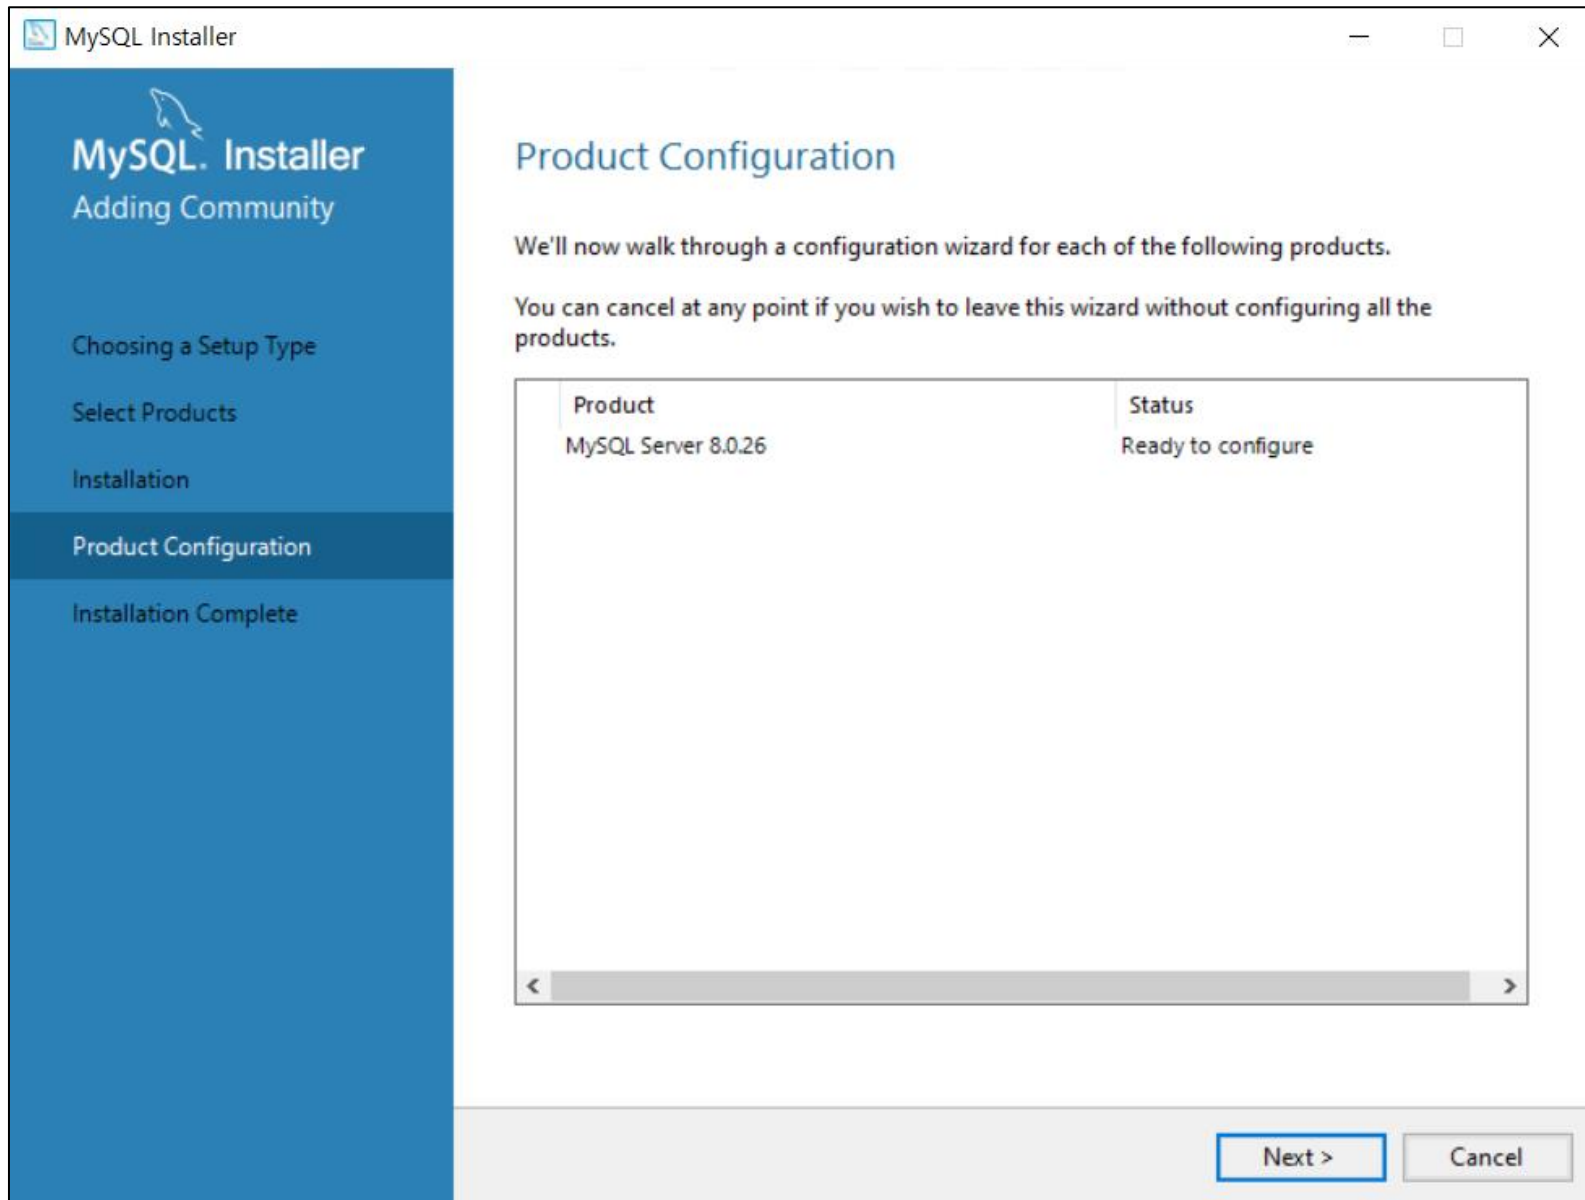 MySQL Installer
MySQL. Installer
Adding Community
Choosing a Setup Type
Select Products
Installation
Product Configuration
Installation Complete
Product Configuration
We'll now walk through a configuration wizard for each of the following products.
You can cancel at any point if you wish to leave this wizard without configuring all the
products.
Product Status
MySQL Server 8.0.26 Ready to configure
Next > Cancel